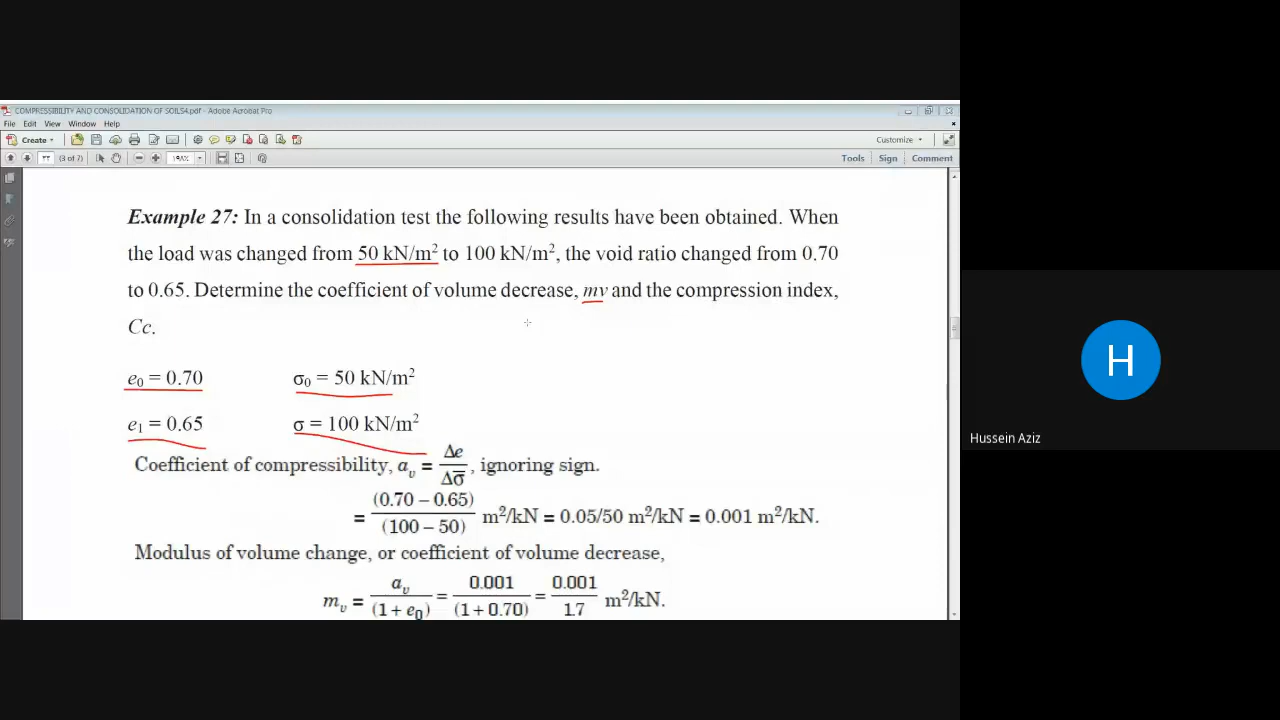 COMPRESSIBILITY AND CONSOLIDATION OF SOILS4.pdf - Adobe Acrobat Pro
File Edit View Window Help
Create Customize
(3 of 7) Tools Sign Comment
Example 27: In a consolidation test the following results have been obtained. When
the load was changed from 50 kN/m² to 100 kN/m², the void ratio changed from 0.70
to 0.65. Determine the coefficient of volume decrease, mv and the compression index,
Cc.
e₀ = 0.70 σ₀ = 50 kN/m²
e₁ = 0.65 σ = 100 kN/m²
Coefficient of compressibility, aᵥ = Δe/Δσ̅, ignoring sign.
= (0.70 – 0.65)/(100 – 50) m²/kN = 0.05/50 m²/kN = 0.001 m²/kN.
Modulus of volume change, or coefficient of volume decrease,
mᵥ = aᵥ/(1 + e₀) = 0.001/(1 + 0.70) = 0.001/1.7 m²/kN.
H
Hussein Aziz